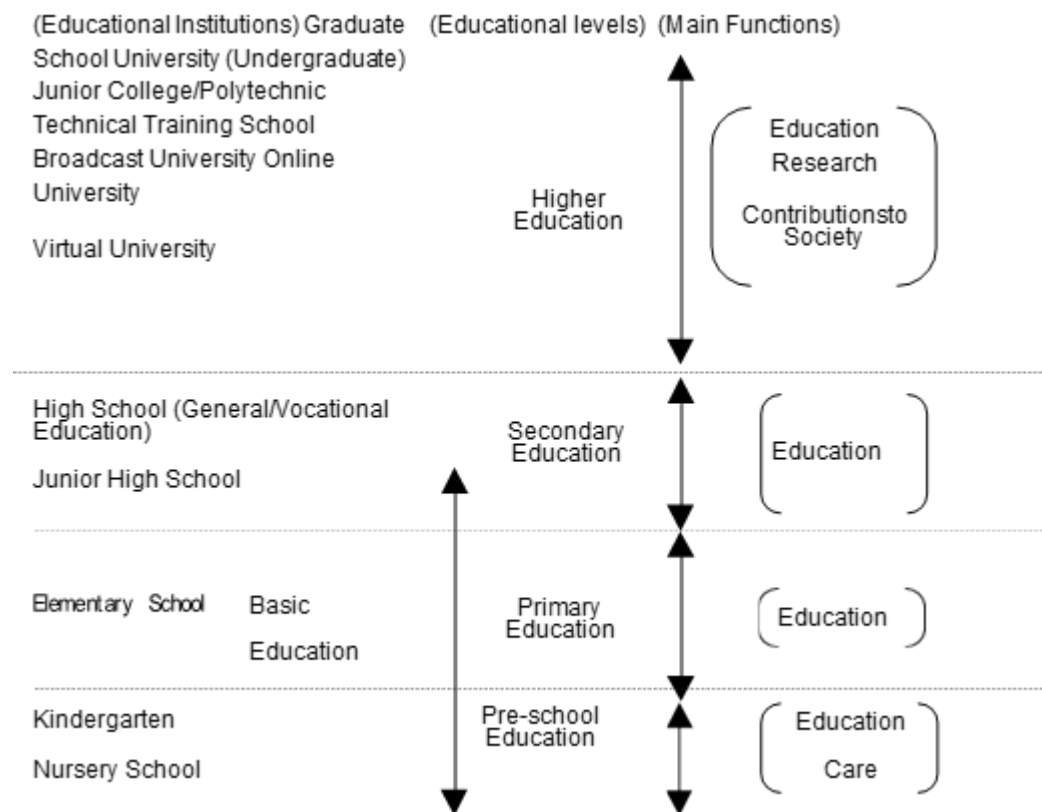 (Educational Institutions) Graduate (Educational levels) (Main Functions)
School University (Undergraduate)
Junior College/Polytechnic
Technical Training School
Broadcast University Online
University
Virtual University
Higher
Education
Education
Research
Contributionsto
Society
High School (General/Vocational
Education)
Junior High School
Secondary
Education
Education
Elementary School
Basic
Education
Primary
Education
Education
Kindergarten
Nursery School
Pre-school
Education
Education
Care